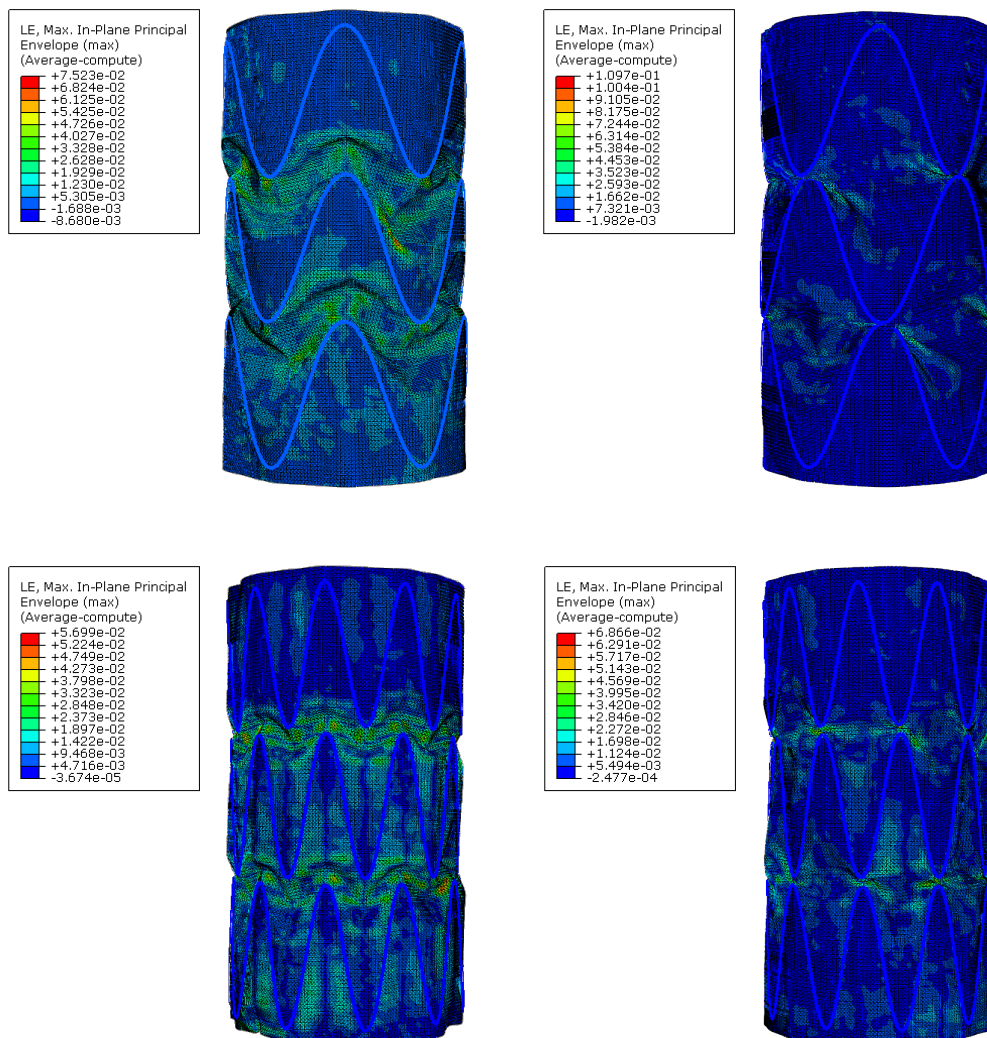 LE, Max. In-Plane Principal
Envelope (max)
(Average-compute)
+7.523e-02
+6.824e-02
+6.125e-02
+5.425e-02
+4.726e-02
+4.027e-02
+3.328e-02
+2.628e-02
+1.929e-02
+1.230e-02
+5.305e-03
-1.688e-03
-8.680e-03
LE, Max. In-Plane Principal
Envelope (max)
(Average-compute)
+1.097e-01
+1.004e-01
+9.105e-02
+8.175e-02
+7.244e-02
+6.314e-02
+5.384e-02
+4.453e-02
+3.523e-02
+2.593e-02
+1.662e-02
+7.321e-03
-1.982e-03
LE, Max. In-Plane Principal
Envelope (max)
(Average-compute)
+5.699e-02
+5.224e-02
+4.749e-02
+4.273e-02
+3.798e-02
+3.323e-02
+2.848e-02
+2.373e-02
+1.897e-02
+1.422e-02
+9.468e-03
+4.716e-03
-3.674e-05
LE, Max. In-Plane Principal
Envelope (max)
(Average-compute)
+6.866e-02
+6.291e-02
+5.717e-02
+5.143e-02
+4.569e-02
+3.995e-02
+3.420e-02
+2.846e-02
+2.272e-02
+1.698e-02
+1.124e-02
+5.494e-03
-2.477e-04